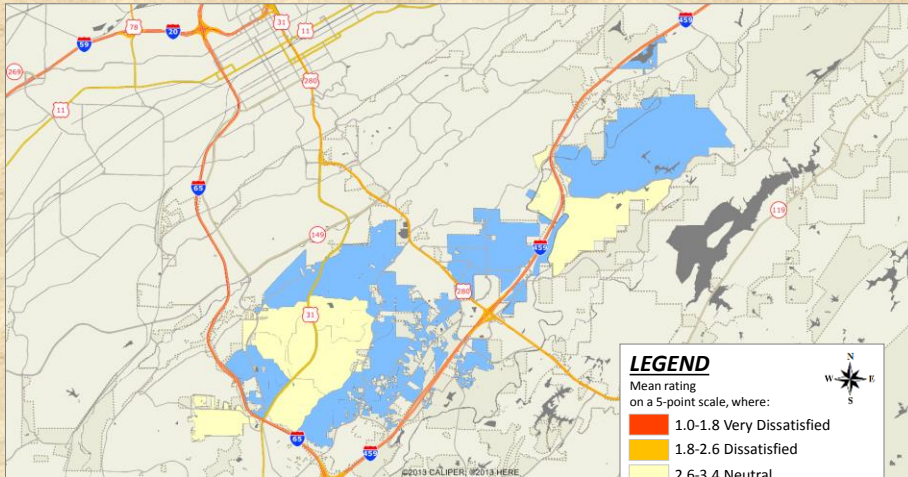 59
78
20
31
11
459
269
280
11
65
119
149
459
280
31
65
459
©2013 CALIPER; ©2013 HERE
LEGEND
Mean rating
on a 5-point scale, where:
N
W E
S
1.0-1.8 Very Dissatisfied
1.8-2.6 Dissatisfied
2.6-3.4 Neutral